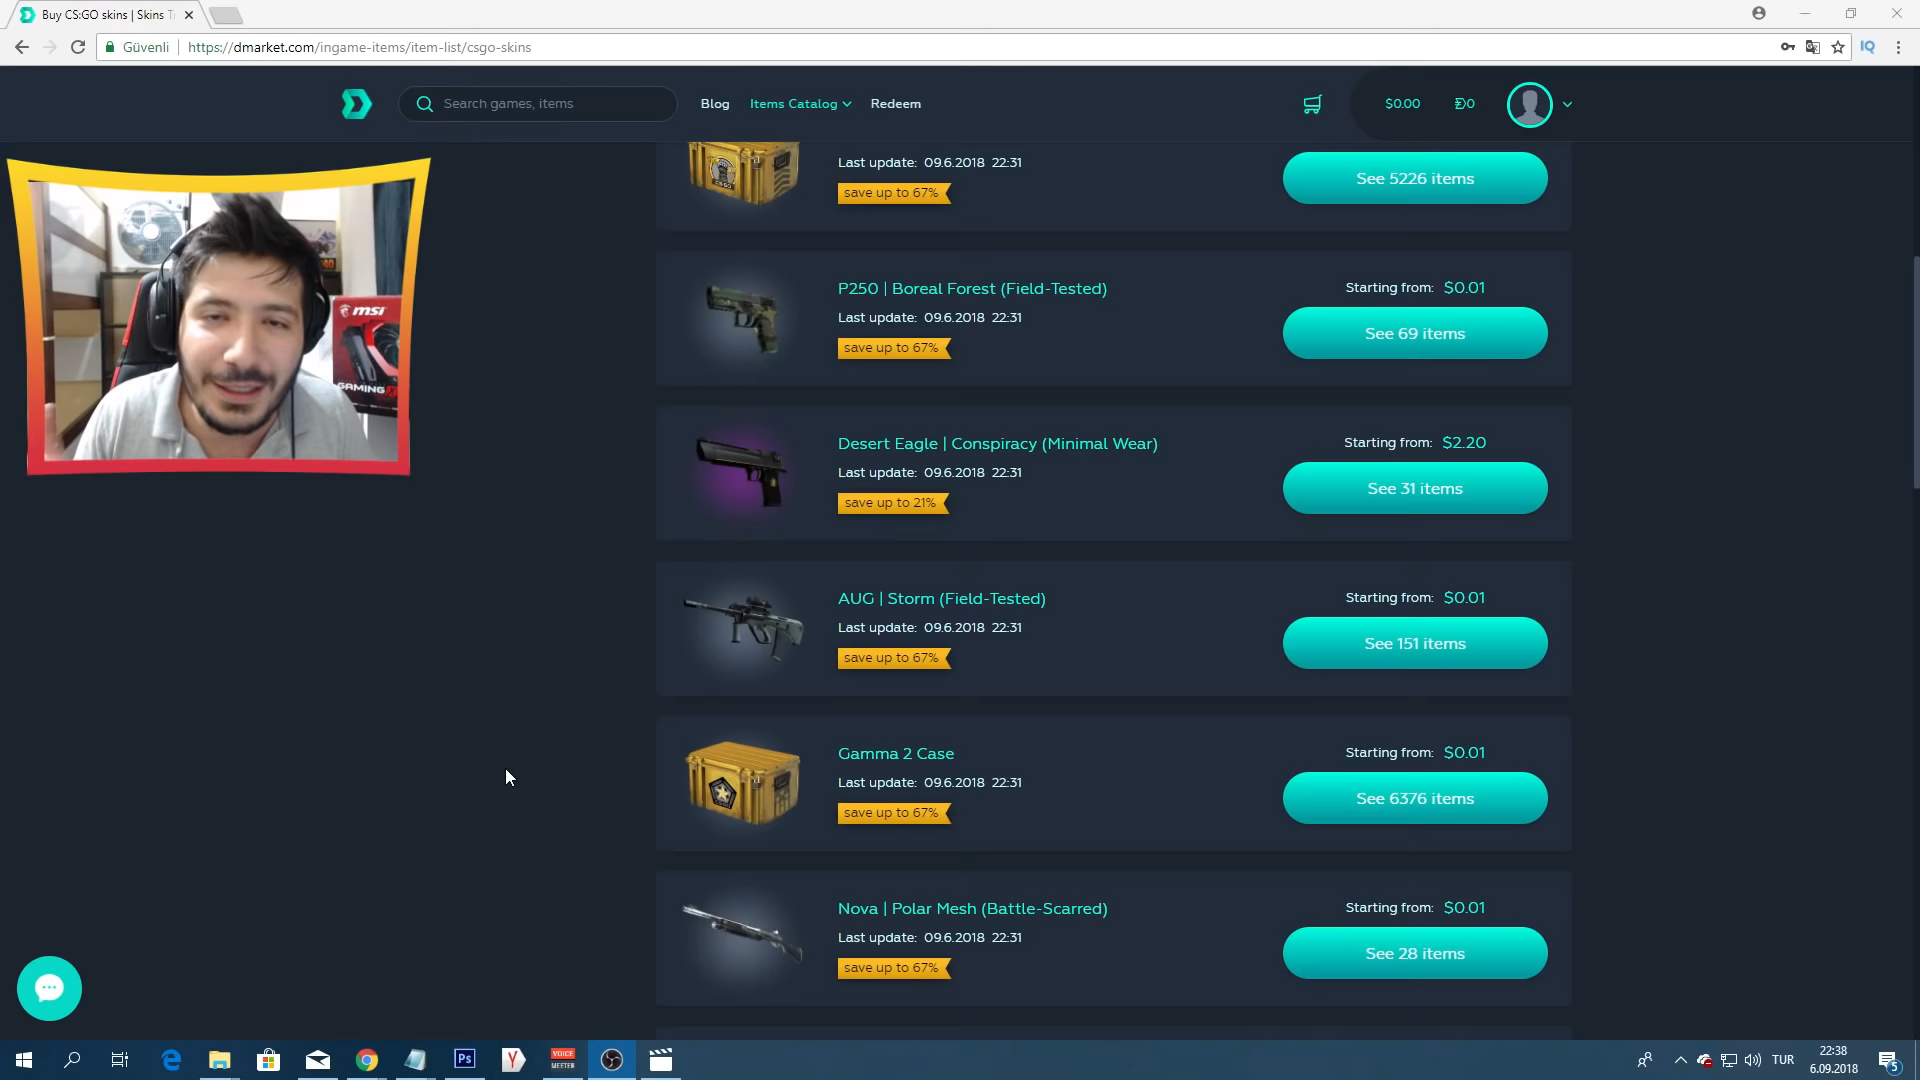 Buy CS:GO skins | Skins T
Güvenli
https://dmarket.com/ingame-items/item-list/csgo-skins
IQ
Search games, items
Blog
Items Catalog
Redeem
$0.00
0
Last update: 09.6.2018 22:31
save up to 67%
See 5226 items
P250 | Boreal Forest (Field-Tested)
Last update: 09.6.2018 22:31
save up to 67%
Starting from: $0.01
See 69 items
Desert Eagle | Conspiracy (Minimal Wear)
Last update: 09.6.2018 22:31
save up to 21%
Starting from: $2.20
See 31 items
AUG | Storm (Field-Tested)
Last update: 09.6.2018 22:31
save up to 67%
Starting from: $0.01
See 151 items
Gamma 2 Case
Last update: 09.6.2018 22:31
save up to 67%
Starting from: $0.01
See 6376 items
Nova | Polar Mesh (Battle-Scarred)
Last update: 09.6.2018 22:31
save up to 67%
Starting from: $0.01
See 28 items
msi
GAMING
Ps
Y
VOICE
MEETER
TUR
22:38
6.09.2018
5